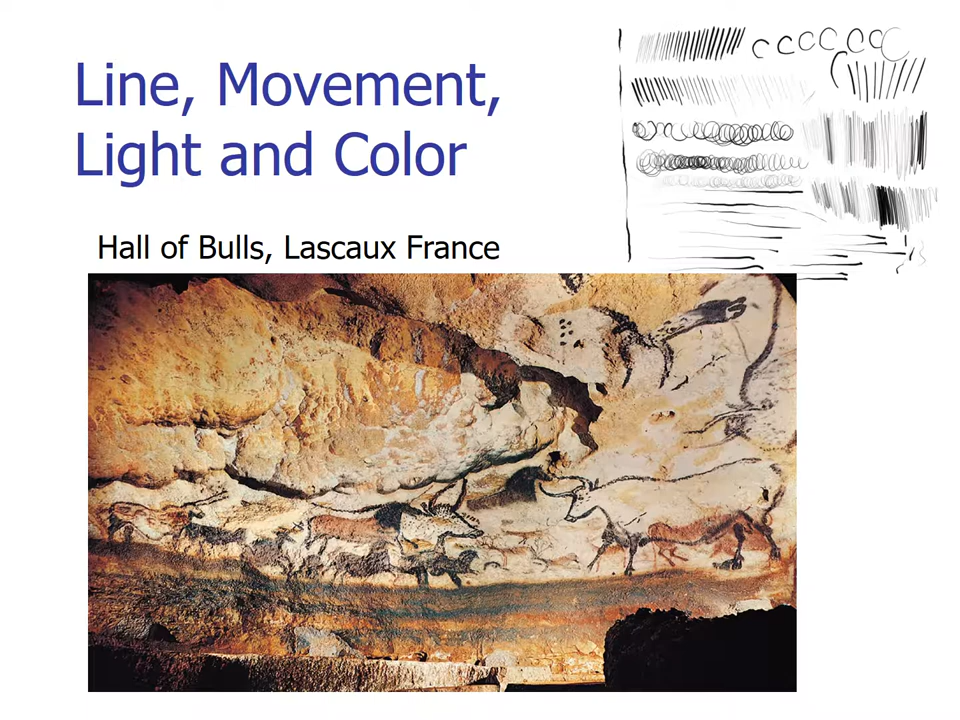 Line, Movement,
Light and Color
Hall of Bulls, Lascaux France